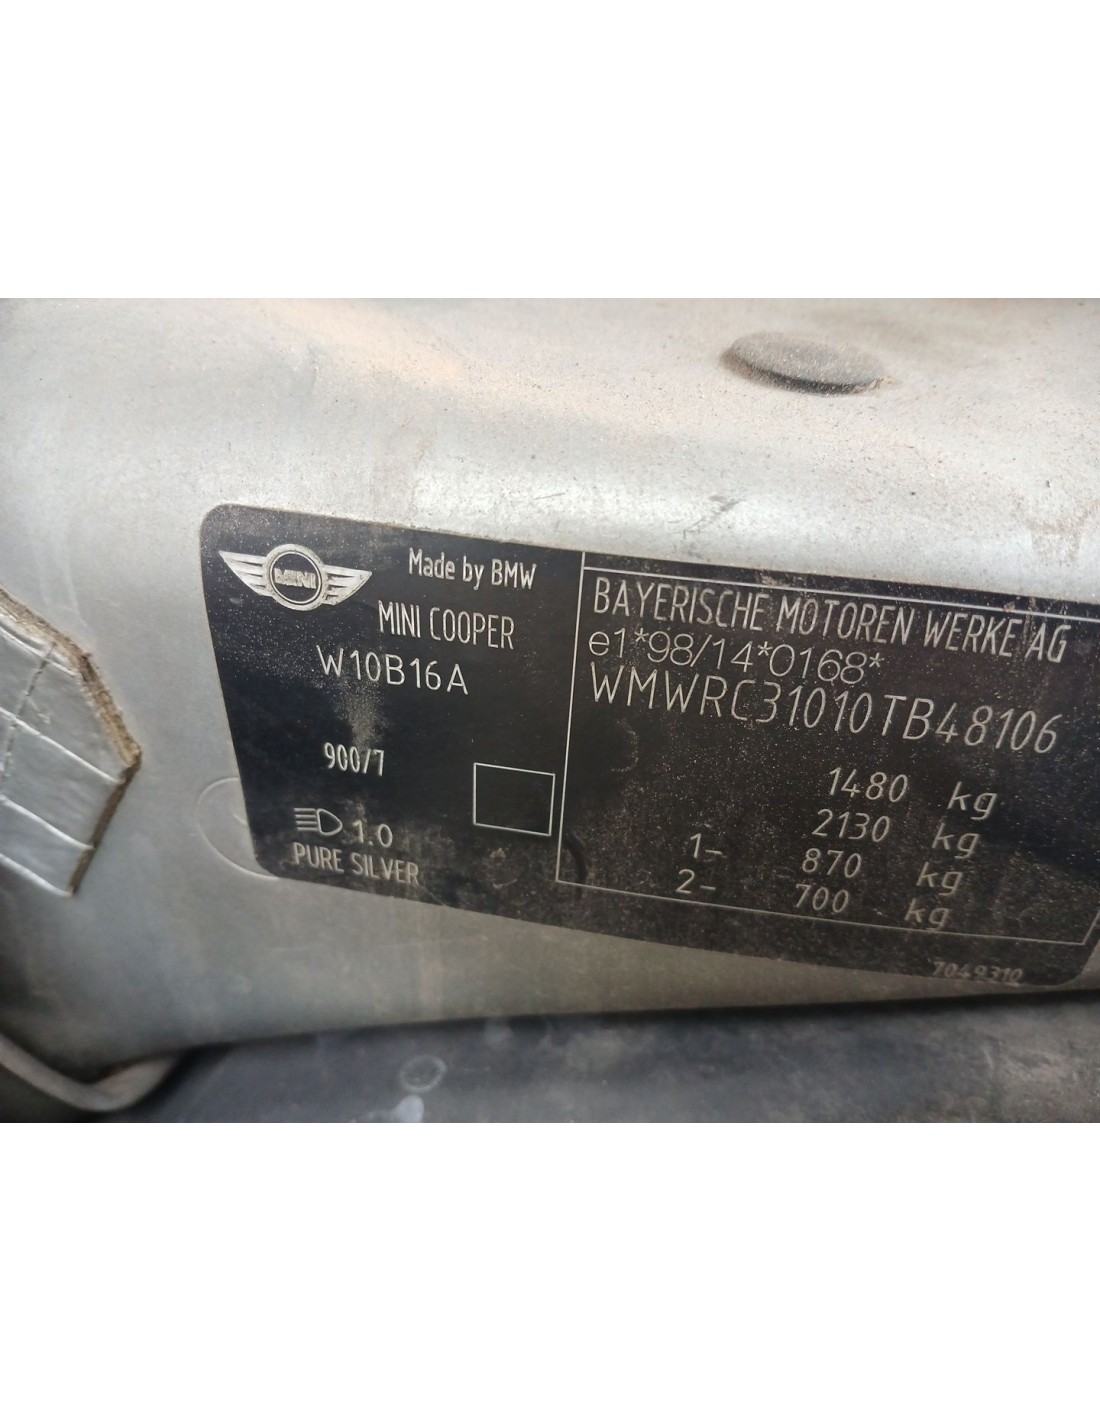 MINI
Made by BMW
MINI COOPER
W10B16A
900/7
1.0
PURE SILVER
BAYERISCHE MOTOREN WERKE AG
e1*98/14*0168*
WMWRC31010TB48106
1480 kg
2130 kg
1- 870 kg
2- 700 kg
7049310